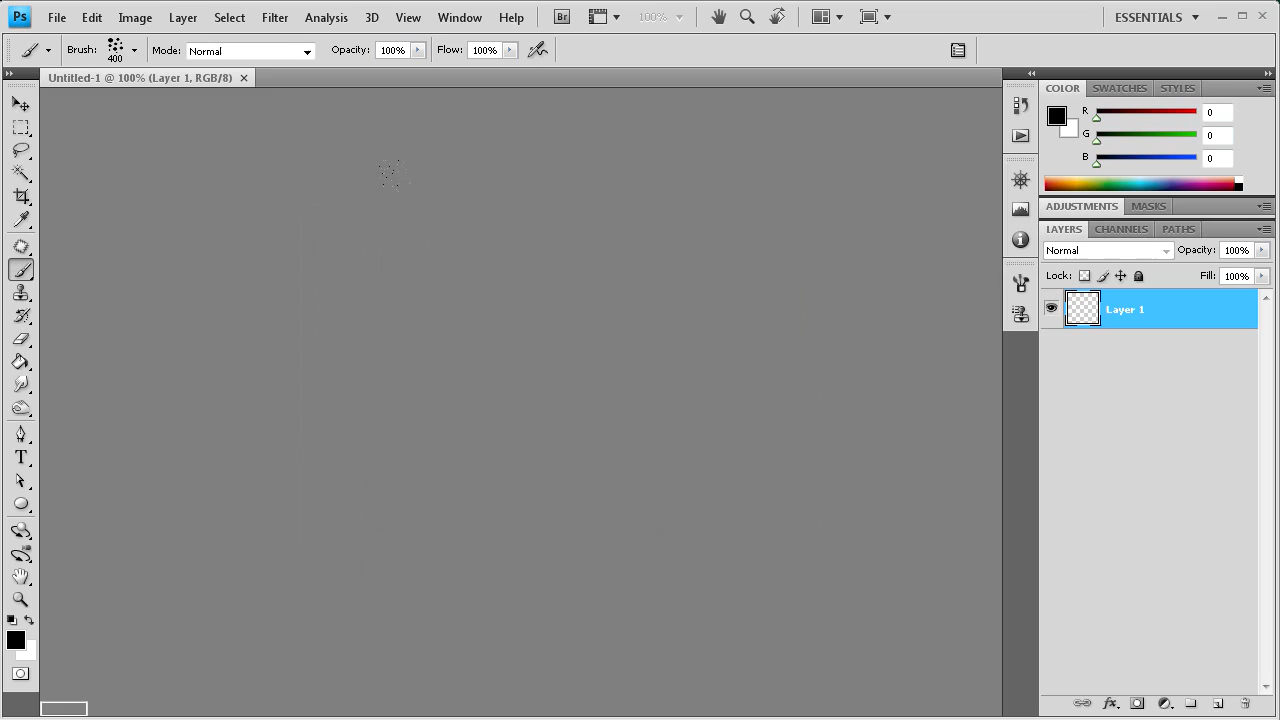 Ps File Edit Image Layer Select Filter Analysis 3D View Window Help Br 100% ESSENTIALS
Brush: 400 Mode: Normal Opacity: 100% Flow: 100%
Untitled-1 @ 100% (Layer 1, RGB/8)
COLOR SWATCHES STYLES
R 0
G 0
B 0
ADJUSTMENTS MASKS
LAYERS CHANNELS PATHS
Normal Opacity: 100%
Lock: Fill: 100%
Layer 1
T
fx